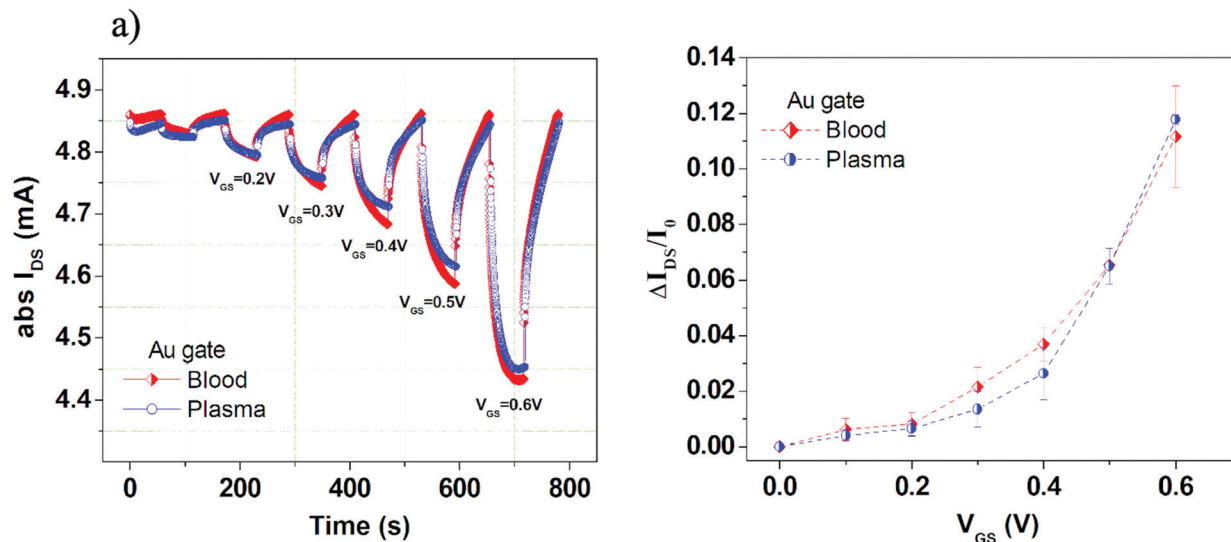 a)
abs I_DS (mA)
4.9
4.8
4.7
4.6
4.5
4.4
V_GS=0.2V
V_GS=0.3V
V_GS=0.4V
V_GS=0.5V
V_GS=0.6V
Au gate
Blood
Plasma
0 200 400 600 800
Time (s)
ΔI_DS/I_0
0.14
0.12
0.10
0.08
0.06
0.04
0.02
0.00
Au gate
Blood
Plasma
0.0 0.2 0.4 0.6
V_GS (V)